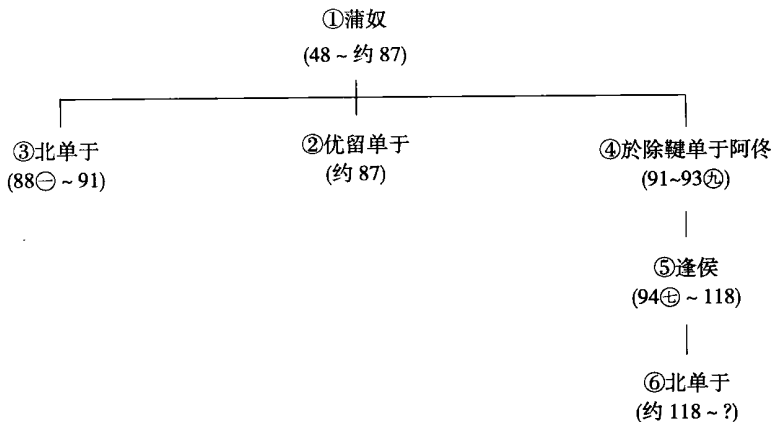 ①蒲奴
(48～约 87)
③北单于
(88㊀～91)
②优留单于
(约 87)
④於除鞬单于阿佟
(91~93㊈)
⑤逢侯
(94㊆～118)
⑥北单于
(约 118～?)